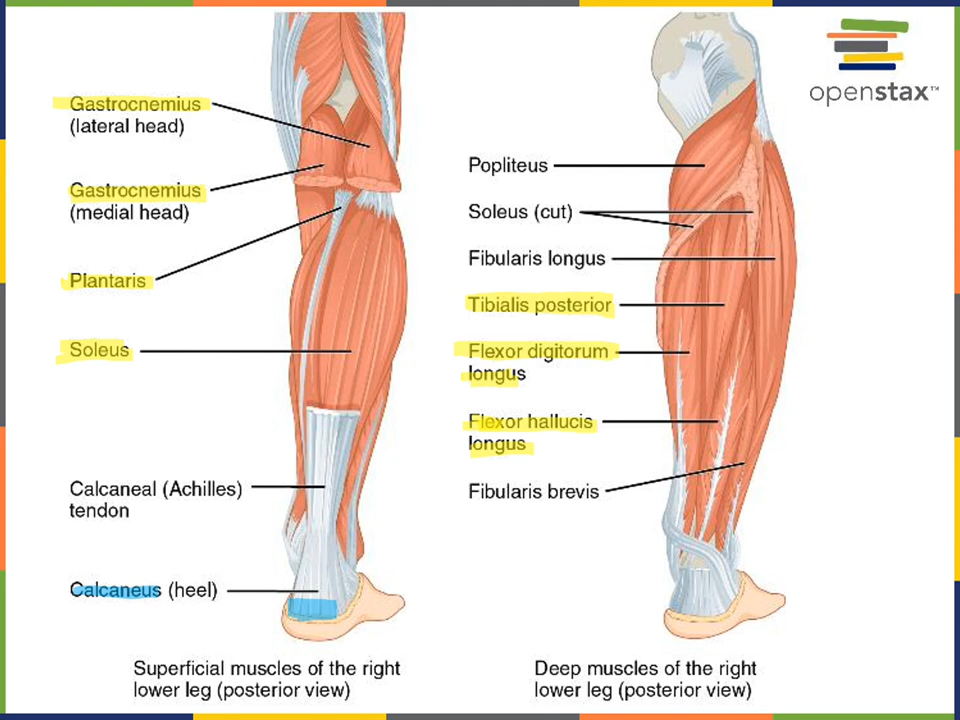 openstax™
Gastrocnemius
(lateral head)
Gastrocnemius
(medial head)
Plantaris
Soleus
Calcaneal (Achilles)
tendon
Calcaneus (heel)
Superficial muscles of the right
lower leg (posterior view)
Popliteus
Soleus (cut)
Fibularis longus
Tibialis posterior
Flexor digitorum
longus
Flexor hallucis
longus
Fibularis brevis
Deep muscles of the right
lower leg (posterior view)